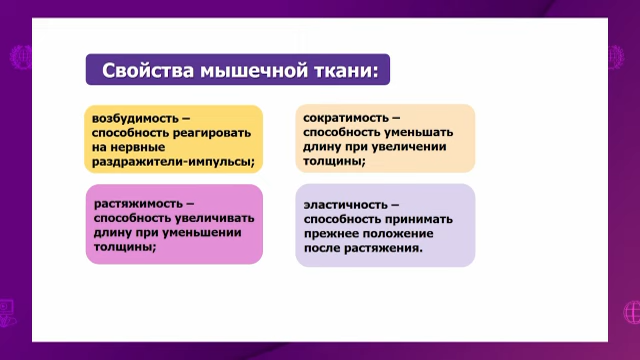 Свойства мышечной ткани:
возбудимость –
способность реагировать
на нервные
раздражители-импульсы;
сократимость –
способность уменьшать
длину при увеличении
толщины;
растяжимость –
способность увеличивать
длину при уменьшении
толщины;
эластичность –
способность принимать
прежнее положение
после растяжения.